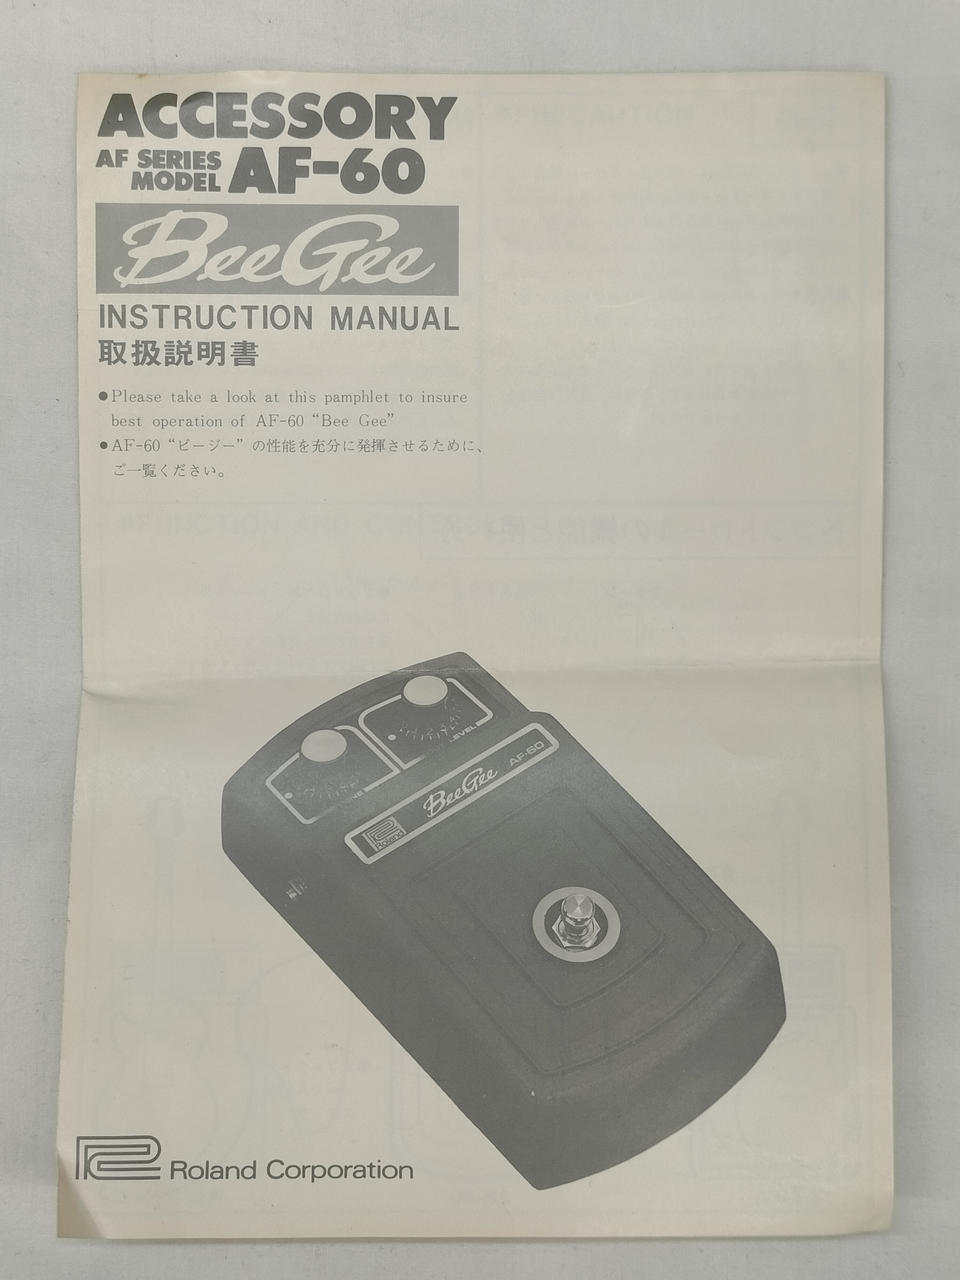 ACCESSORY
AF SERIES
MODEL AF-60
BeeGee
INSTRUCTION MANUAL
取扱説明書
●Please take a look at this pamphlet to insure
best operation of AF-60 “Bee Gee”
●AF-60 “ビージー” の性能を充分に発揮させるために、
ご一覧ください。
LEVEL
BeeGee AF-60
Roland
Roland Corporation